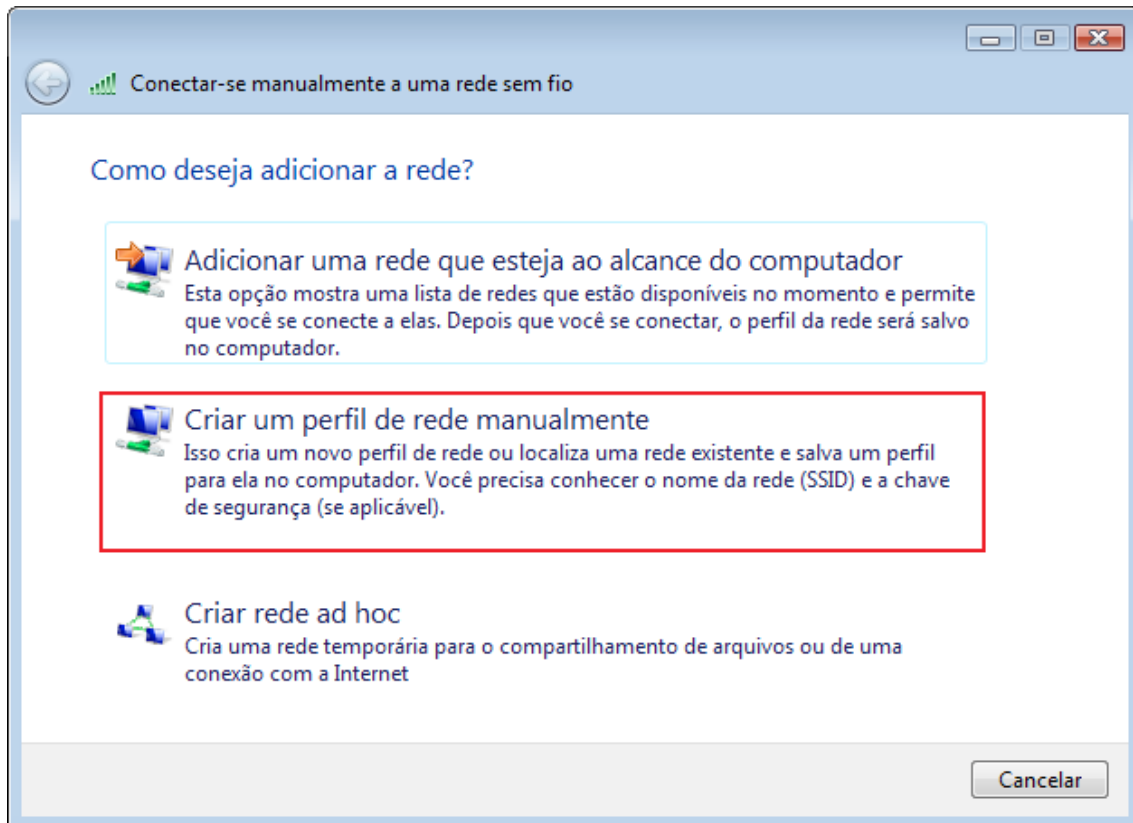 Conectar-se manualmente a uma rede sem fio
Como deseja adicionar a rede?
Adicionar uma rede que esteja ao alcance do computador
Esta opção mostra uma lista de redes que estão disponíveis no momento e permite
que você se conecte a elas. Depois que você se conectar, o perfil da rede será salvo
no computador.
Criar um perfil de rede manualmente
Isso cria um novo perfil de rede ou localiza uma rede existente e salva um perfil
para ela no computador. Você precisa conhecer o nome da rede (SSID) e a chave
de segurança (se aplicável).
Criar rede ad hoc
Cria uma rede temporária para o compartilhamento de arquivos ou de uma
conexão com a Internet
Cancelar